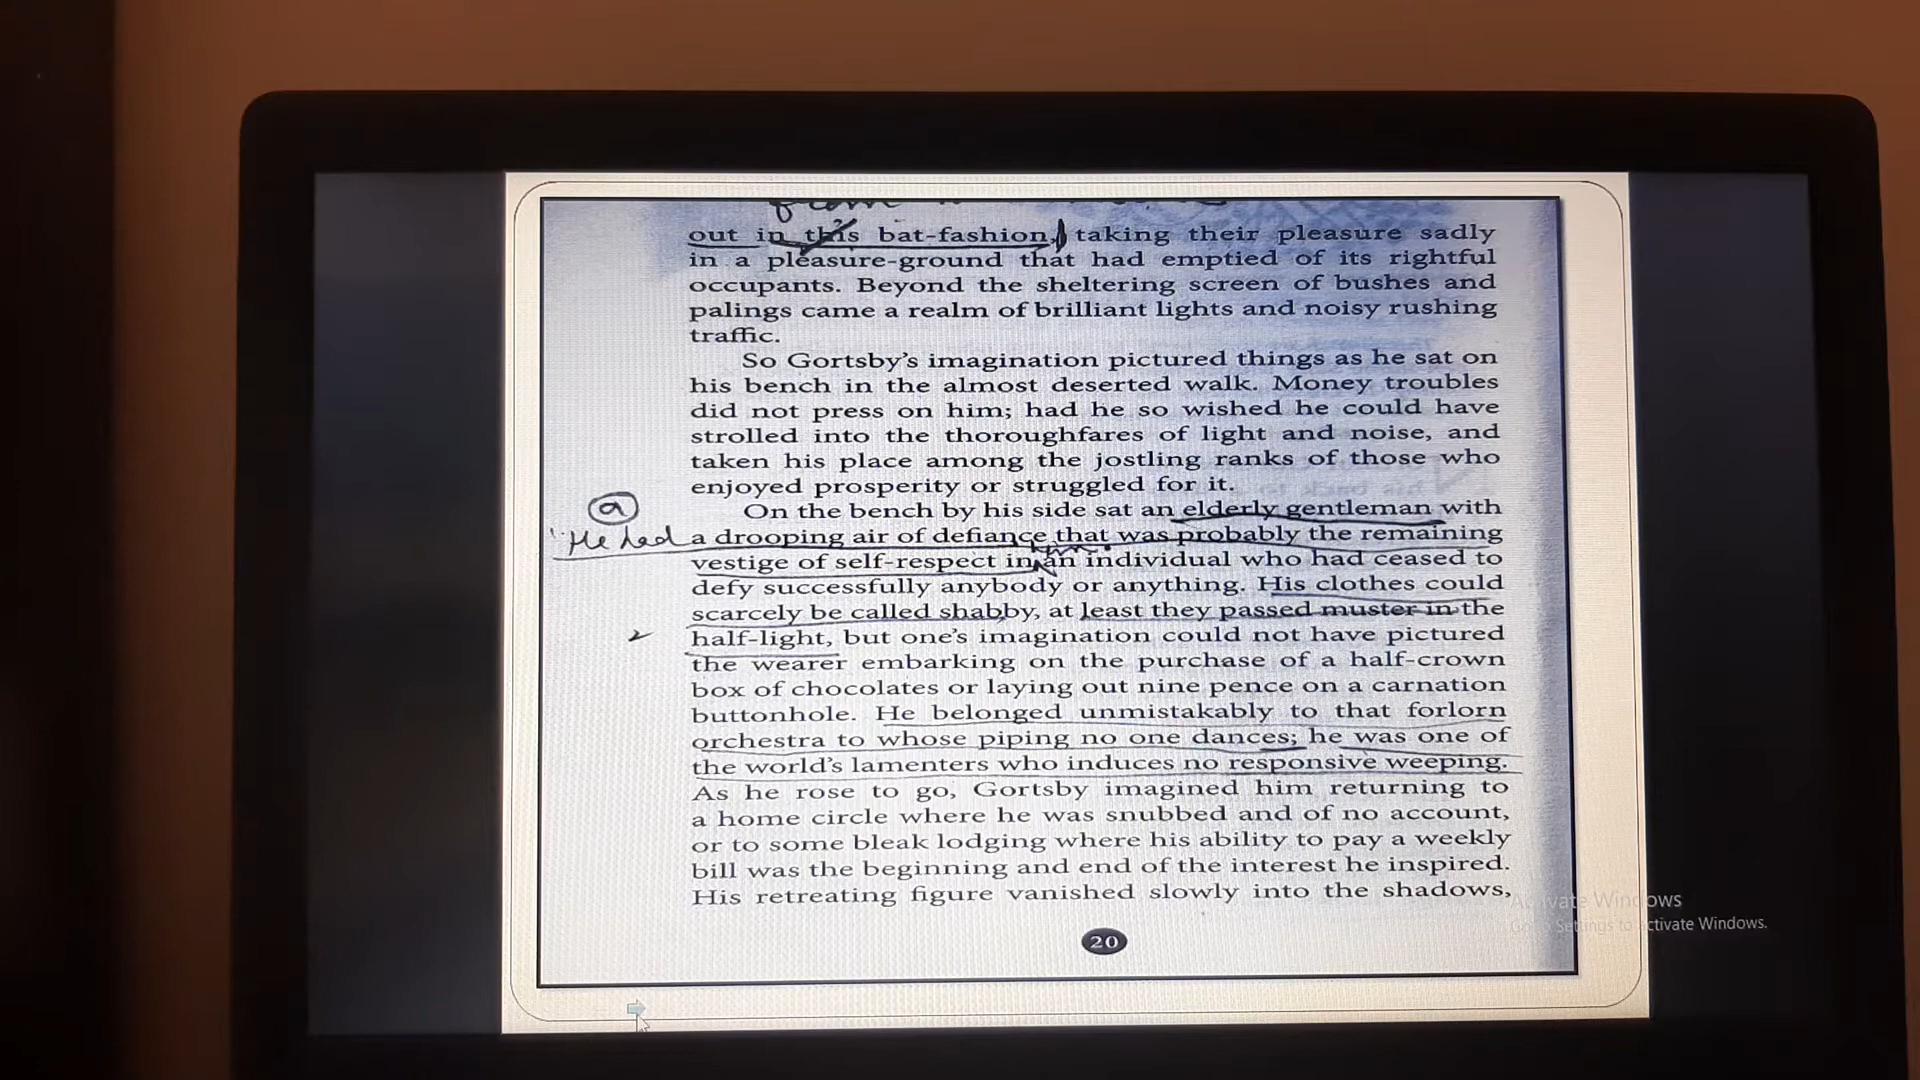 out in this bat-fashion, taking their pleasure sadly
in a pleasure-ground that had emptied of its rightful
occupants. Beyond the sheltering screen of bushes and
palings came a realm of brilliant lights and noisy rushing
traffic.
So Gortsby's imagination pictured things as he sat on
his bench in the almost deserted walk. Money troubles
did not press on him; had he so wished he could have
strolled into the thoroughfares of light and noise, and
taken his place among the jostling ranks of those who
enjoyed prosperity or struggled for it.
a
On the bench by his side sat an elderly gentleman with
He had a drooping air of defiance that was probably the remaining
vestige of self-respect in an individual who had ceased to
defy successfully anybody or anything. His clothes could
scarcely be called shabby, at least they passed muster in the
half-light, but one's imagination could not have pictured
the wearer embarking on the purchase of a half-crown
box of chocolates or laying out nine pence on a carnation
buttonhole. He belonged unmistakably to that forlorn
orchestra to whose piping no one dances; he was one of
the world's lamenters who induces no responsive weeping.
As he rose to go, Gortsby imagined him returning to
a home circle where he was snubbed and of no account,
or to some bleak lodging where his ability to pay a weekly
bill was the beginning and end of the interest he inspired.
His retreating figure vanished slowly into the shadows,
Activate Windows
Go to Settings to activate Windows.
20